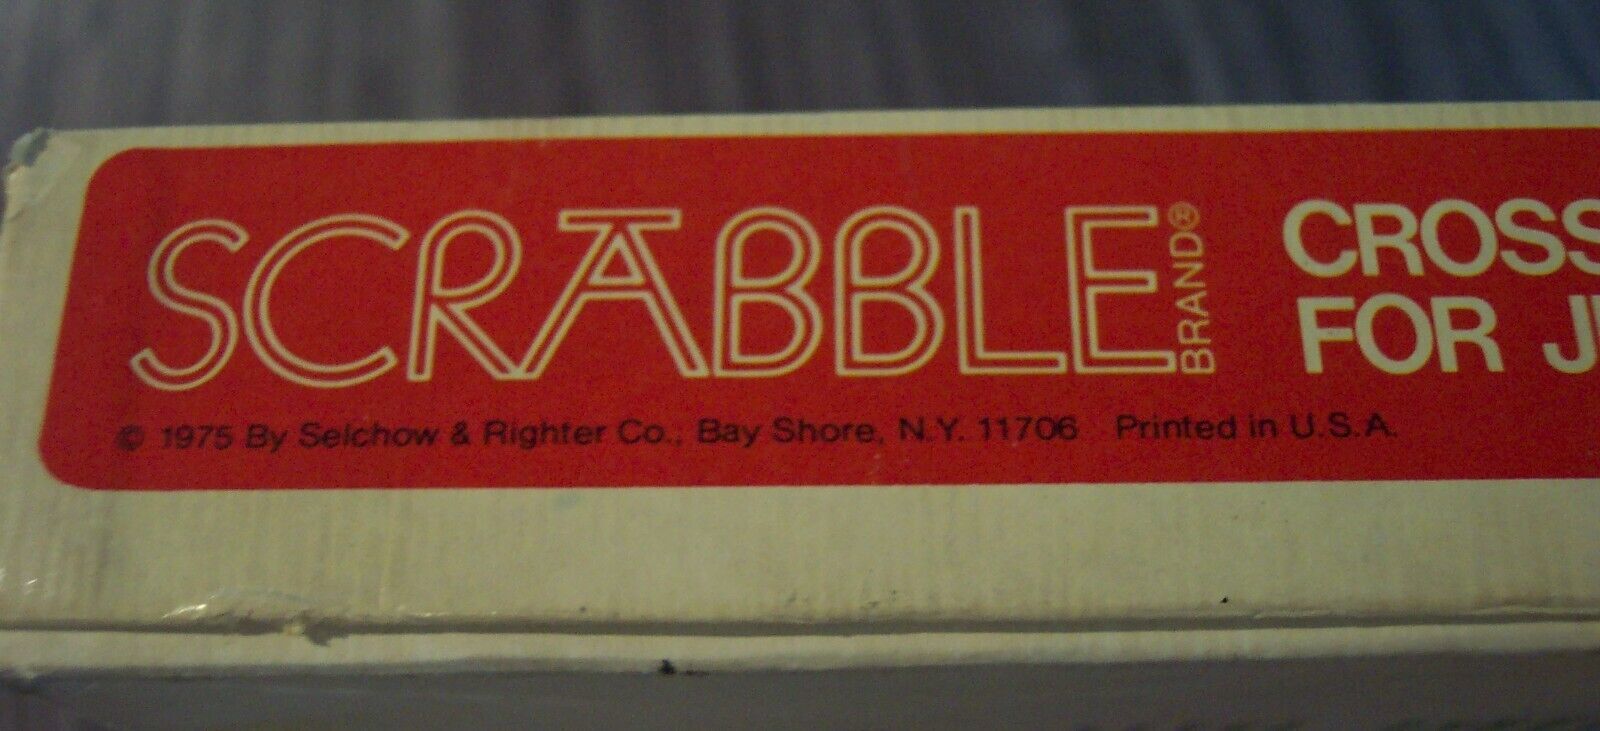 SCRABBLE BRAND®
CROSS
FOR J
© 1975 By Selchow & Righter Co., Bay Shore, N.Y. 11706 Printed in U.S.A.